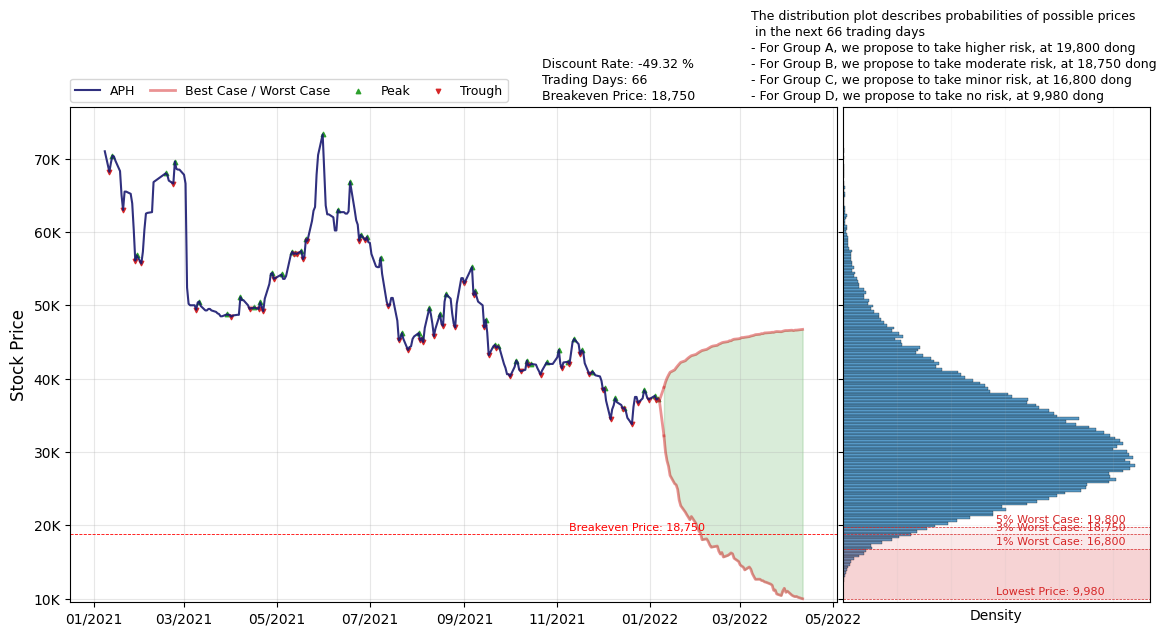 The distribution plot describes probabilities of possible prices
in the next 66 trading days
- For Group A, we propose to take higher risk, at 19,800 dong
- For Group B, we propose to take moderate risk, at 18,750 dong
- For Group C, we propose to take minor risk, at 16,800 dong
- For Group D, we propose to take no risk, at 9,980 dong
Discount Rate: -49.32 %
Trading Days: 66
Breakeven Price: 18,750
APH Best Case / Worst Case Peak Trough
Stock Price
70K
60K
50K
40K
30K
20K
10K
Breakeven Price: 18,750
5% Worst Case: 19,800
3% Worst Case: 18,750
1% Worst Case: 16,800
Lowest Price: 9,980
01/2021 03/2021 05/2021 07/2021 09/2021 11/2021 01/2022 03/2022 05/2022
Density